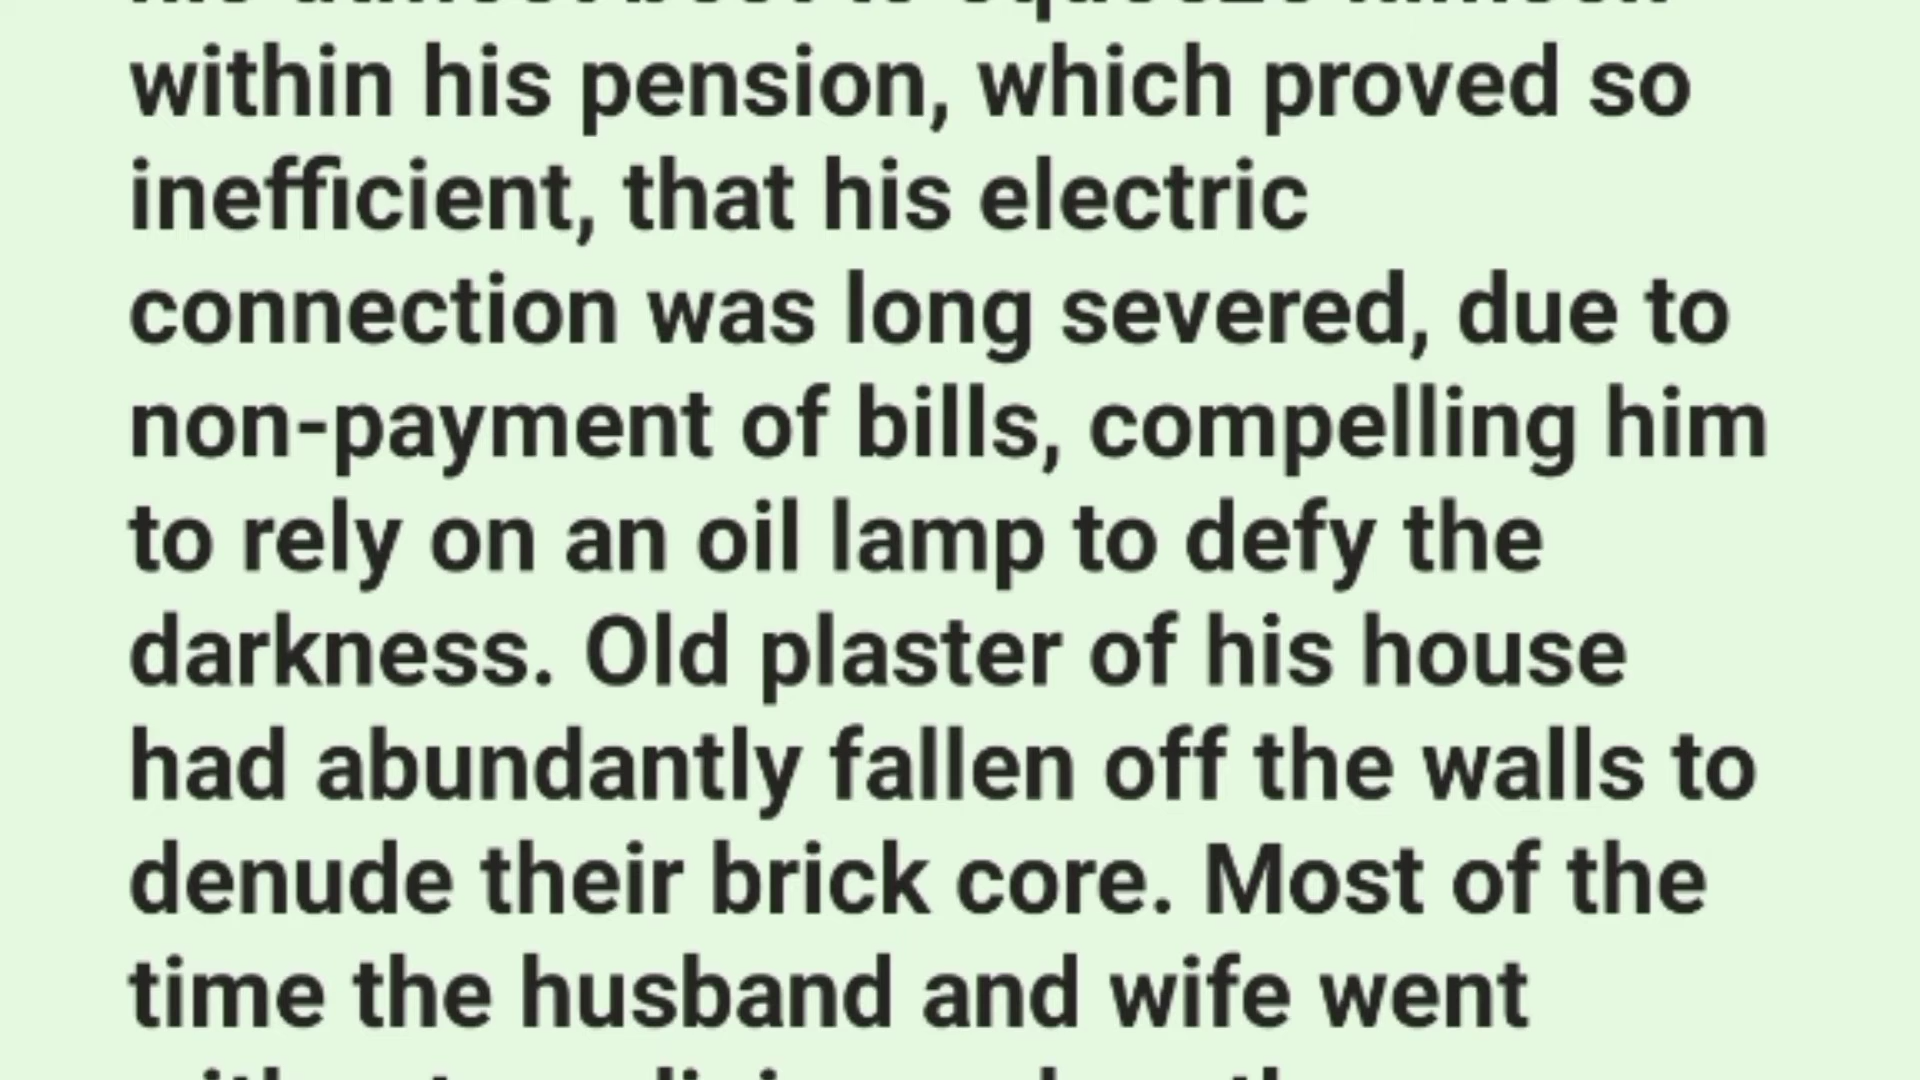 within his pension, which proved so
inefficient, that his electric
connection was long severed, due to
non-payment of bills, compelling him
to rely on an oil lamp to defy the
darkness. Old plaster of his house
had abundantly fallen off the walls to
denude their brick core. Most of the
time the husband and wife went